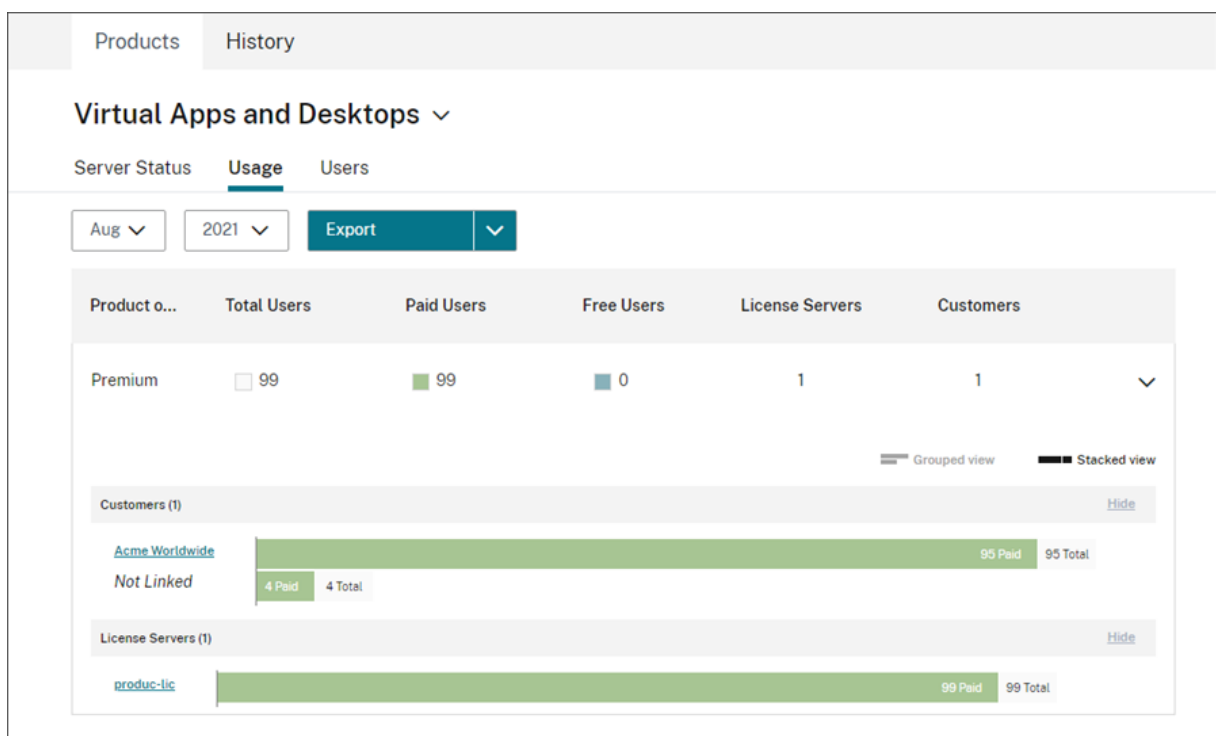 Products History
Virtual Apps and Desktops
Server Status Usage Users
Aug 2021 Export
Product o... Total Users Paid Users Free Users License Servers Customers
Premium 99 99 0 1 1
Grouped view Stacked view
Customers (1) Hide
Acme Worldwide 95 Paid 95 Total
Not Linked 4 Paid 4 Total
License Servers (1) Hide
produc-lic 99 Paid 99 Total